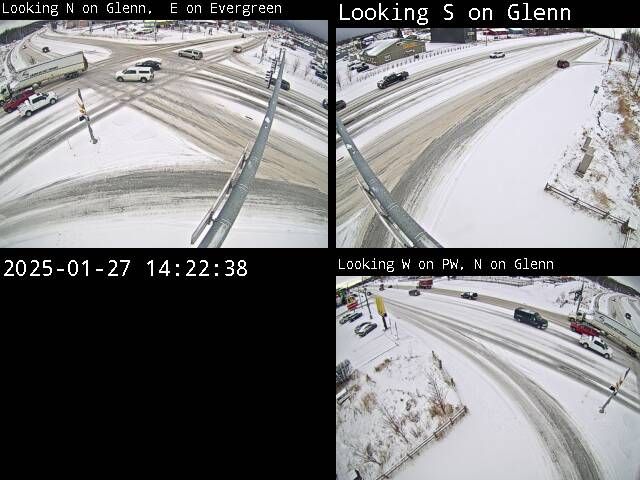 Looking N on Glenn,  E on Evergreen
Looking S on Glenn
2025-01-27 14:22:38
Looking W on PW, N on Glenn